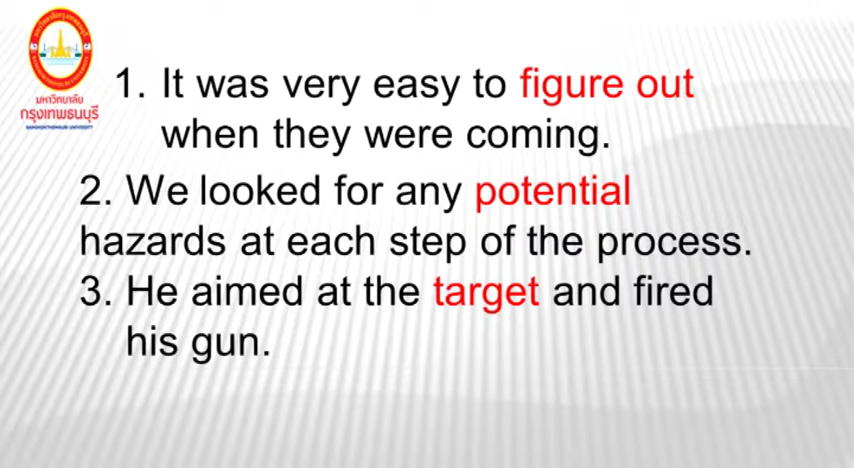 มหาวิทยาลัย
กรุงเทพธนบุรี
BANGKOKTHONBURI UNIVERSITY
1. It was very easy to figure out
when they were coming.
2. We looked for any potential
hazards at each step of the process.
3. He aimed at the target and fired
his gun.